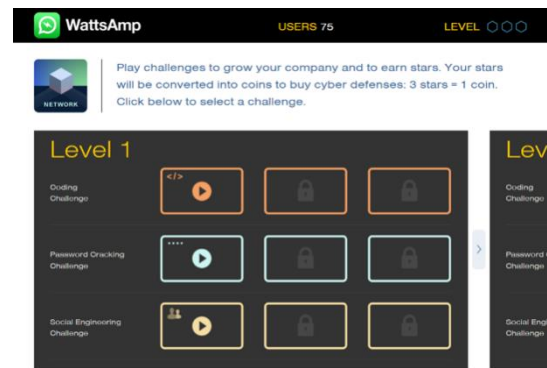 WattsAmp
USERS 75
LEVEL
Play challenges to grow your company and to earn stars. Your stars
will be converted into coins to buy cyber defenses: 3 stars = 1 coin.
Click below to select a challenge.
NETWORK
Level 1
Lev
</>
Coding
Challenge
Coding
Challenge
Password Cracking
Challenge
Password
Challenge
Social Engineering
Challenge
Social Eng
Challenge